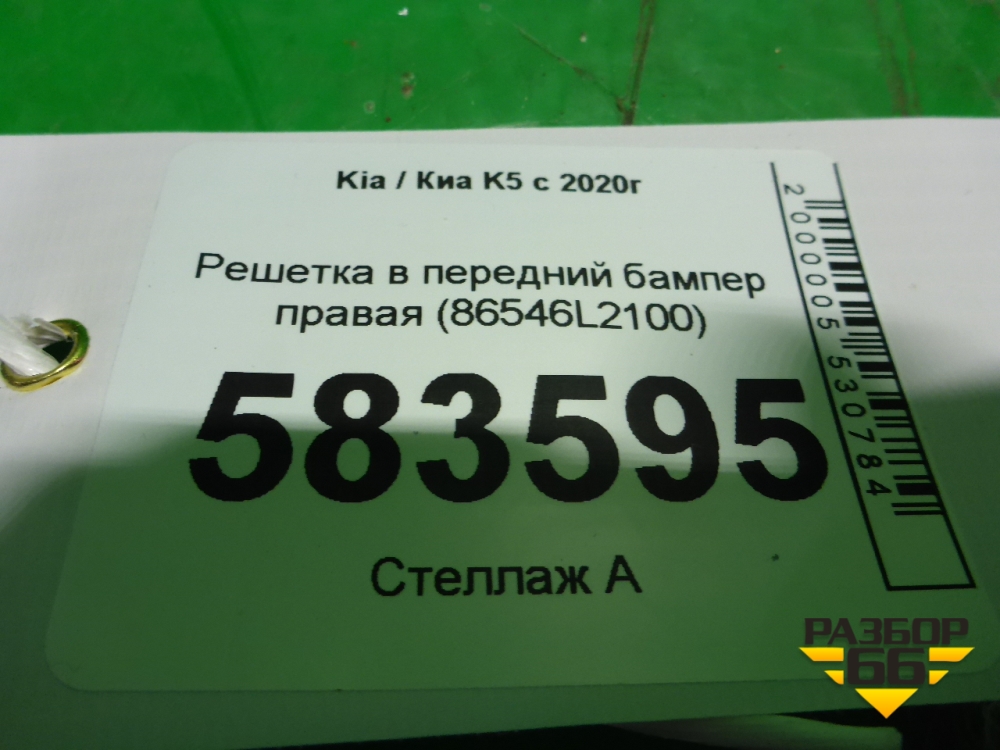 Kia / Киа K5 с 2020г
Решетка в передний бампер
правая (86546L2100)
583595
Стеллаж А
2000005530784
РАЗБОР
66